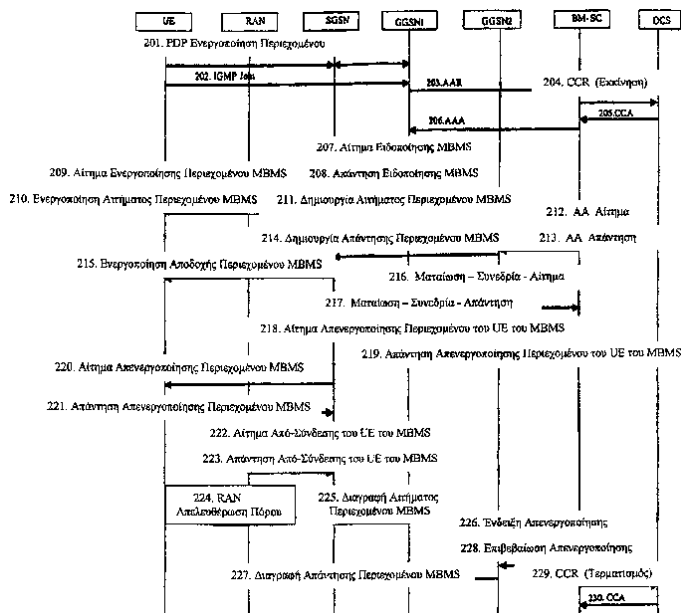 UE RAN SGSN GGSN1 GGSN2 BM-SC OCS
201. PDP Ενεργοποίηση Περιεχομένου
202. IGMP Join
203.AAR
204. CCR (Εκκίνηση)
205.CCA
206.AAA
207. Αίτημα Ειδοποίησης MBMS
209. Αίτημα Ενεργοποίησης Περιεχομένου MBMS
208. Απάντηση Ειδοποίησης MBMS
210. Ενεργοποίηση Αιτήματος Περιεχομένου MBMS
211. Δημιουργία Αιτήματος Περιεχομένου MBMS
212. AA Αίτημα
214. Δημιουργία Απάντησης Περιεχομένου MBMS
213. AA Απάντηση
215. Ενεργοποίηση Αποδοχής Περιεχομένου MBMS
216. Ματαίωση – Συνεδρία - Αίτημα
217. Ματαίωση – Συνεδρία - Απάντηση
218. Αίτημα Απενεργοποίησης Περιεχομένου του UE του MBMS
219. Απάντηση Απενεργοποίησης Περιεχομένου του UE του MBMS
220. Αίτημα Απενεργοποίησης Περιεχομένου MBMS
221. Απάντηση Απενεργοποίησης Περιεχομένου MBMS
222. Αίτημα Από-Σύνδεσης του UE του MBMS
223. Απάντηση Από-Σύνδεσης του UE του MBMS
224. RAN
Απελευθέρωση Πόρου
225. Διαγραφή Αιτήματος
Περιεχομένου MBMS
226. Ένδειξη Απενεργοποίησης
228. Επιβεβαίωση Απενεργοποίησης
227. Διαγραφή Απάντησης Περιεχομένου MBMS
229. CCR (Τερματισμός)
230. CCA